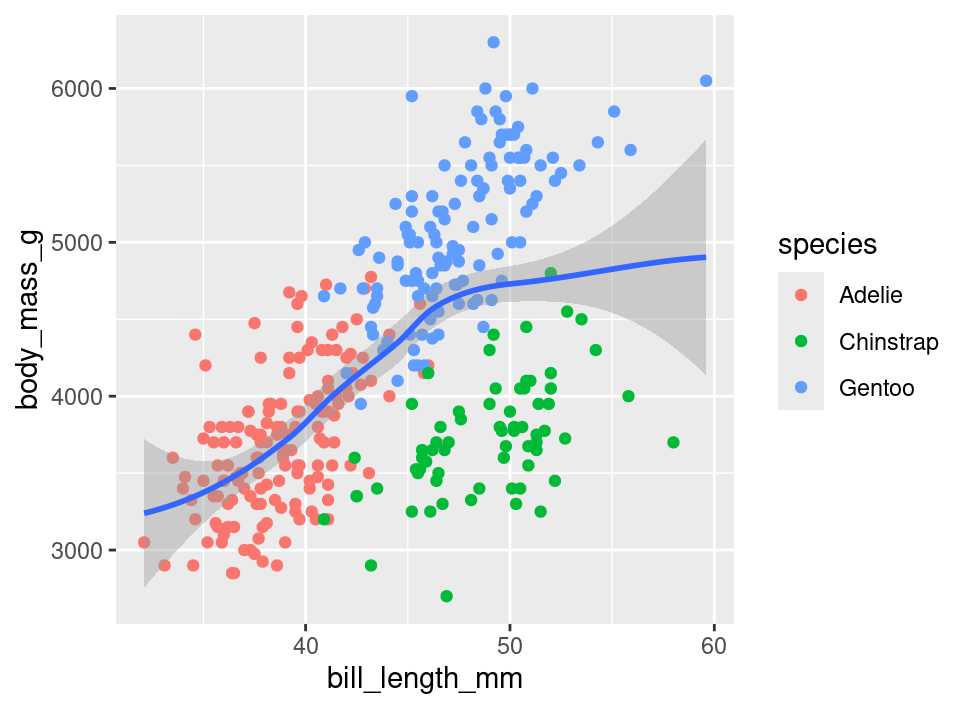 6000
5000
4000
3000
body_mass_g
40 50 60
bill_length_mm
species
Adelie
Chinstrap
Gentoo